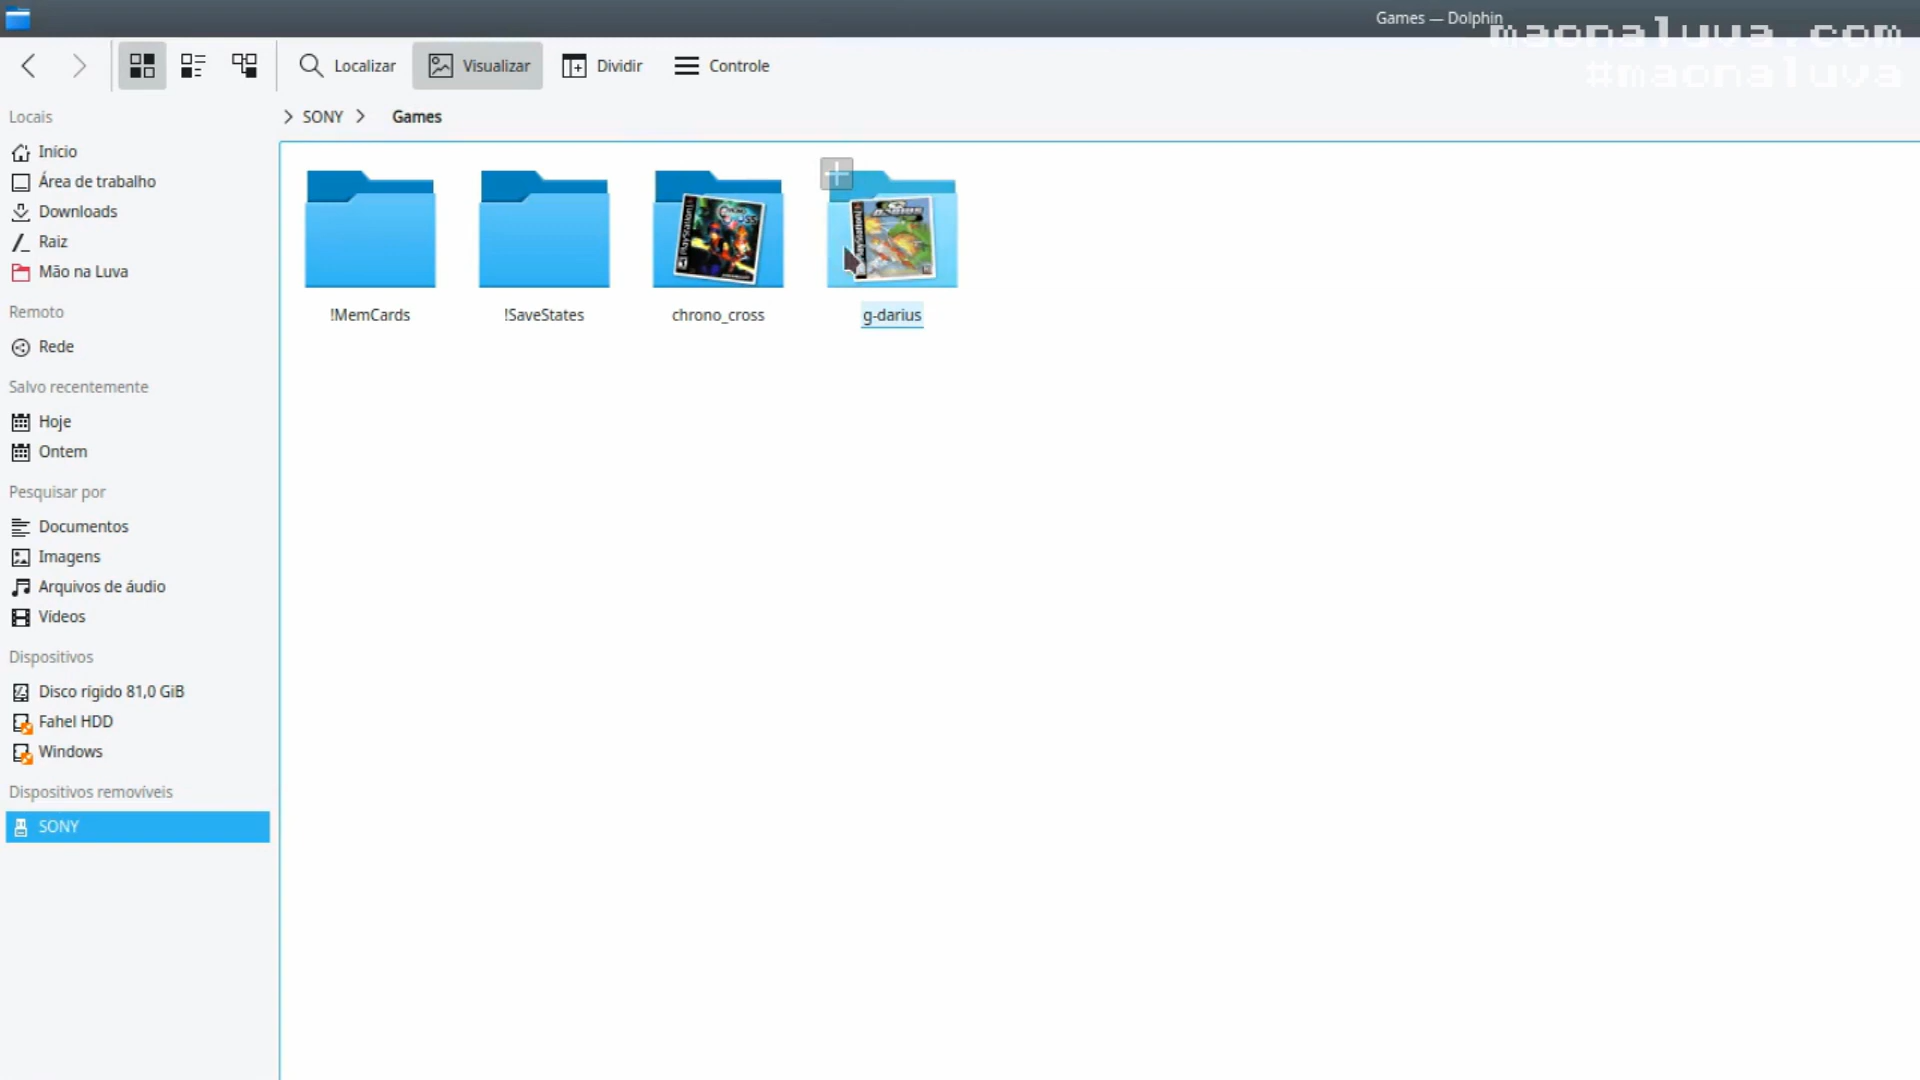 Games — Dolphin
maonaluva.com
#maonaluva
Localizar
Visualizar
Dividir
Controle
Locais
SONY
Games
Início
Área de trabalho
Downloads
Raiz
Mão na Luva
Remoto
Rede
Salvo recentemente
Hoje
Ontem
Pesquisar por
Documentos
Imagens
Arquivos de áudio
Vídeos
Dispositivos
Disco rígido 81,0 GiB
Fahel HDD
Windows
Dispositivos removíveis
SONY
PlayStation
PlayStation
!MemCards
!SaveStates
chrono_cross
g-darius